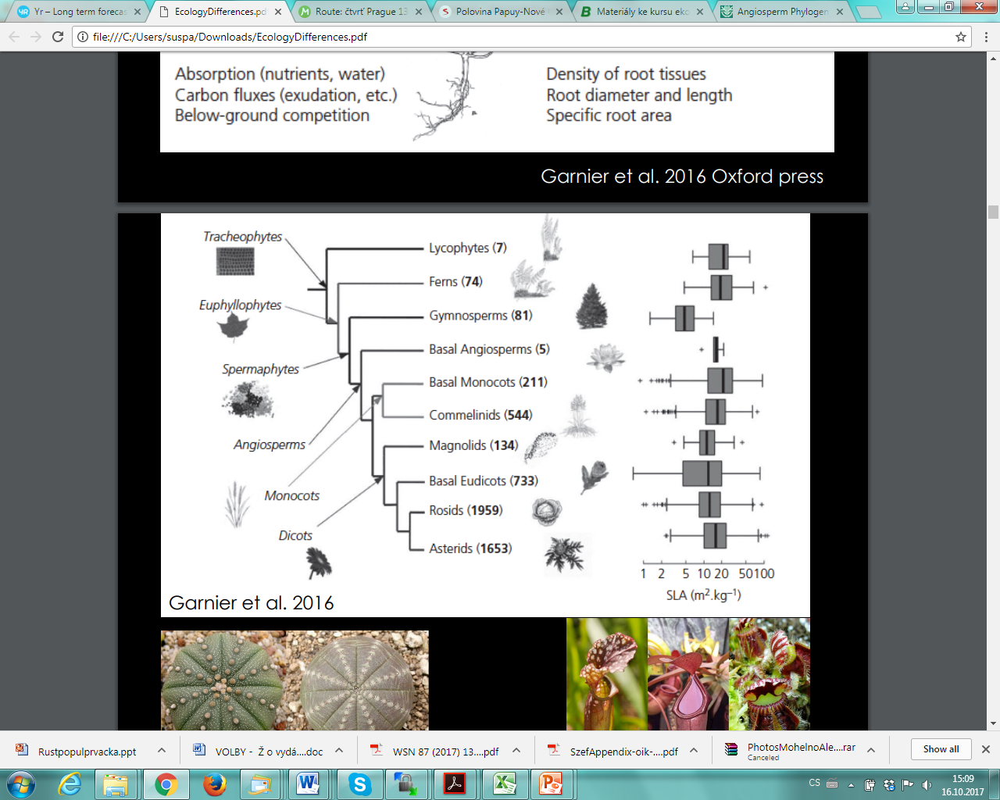 Yr – Long term forecas
EcologyDifferences.pd
Route: čtvrť Prague 13
Polovina Papuy-Nové
Materiály ke kursu eko
Angiosperm Phylogen
file:///C:/Users/suspa/Downloads/EcologyDifferences.pdf
Absorption (nutrients, water)
Carbon fluxes (exudation, etc.)
Below-ground competition
Density of root tissues
Root diameter and length
Specific root area
Garnier et al. 2016 Oxford press
Tracheophytes
Euphyllophytes
Spermaphytes
Angiosperms
Monocots
Dicots
Lycophytes (7)
Ferns (74)
Gymnosperms (81)
Basal Angiosperms (5)
Basal Monocots (211)
Commelinids (544)
Magnolids (134)
Basal Eudicots (733)
Rosids (1959)
Asterids (1653)
1 2 5 10 20 50 100
SLA (m².kg⁻¹)
Garnier et al. 2016
Rustpopulprvacka.ppt
VOLBY - Ž o vydá....doc
WSN 87 (2017) 13....pdf
SzefAppendix-oik-....pdf
PhotosMohelnoAle....rar
Canceled
Show all
CS
15:09
16.10.2017